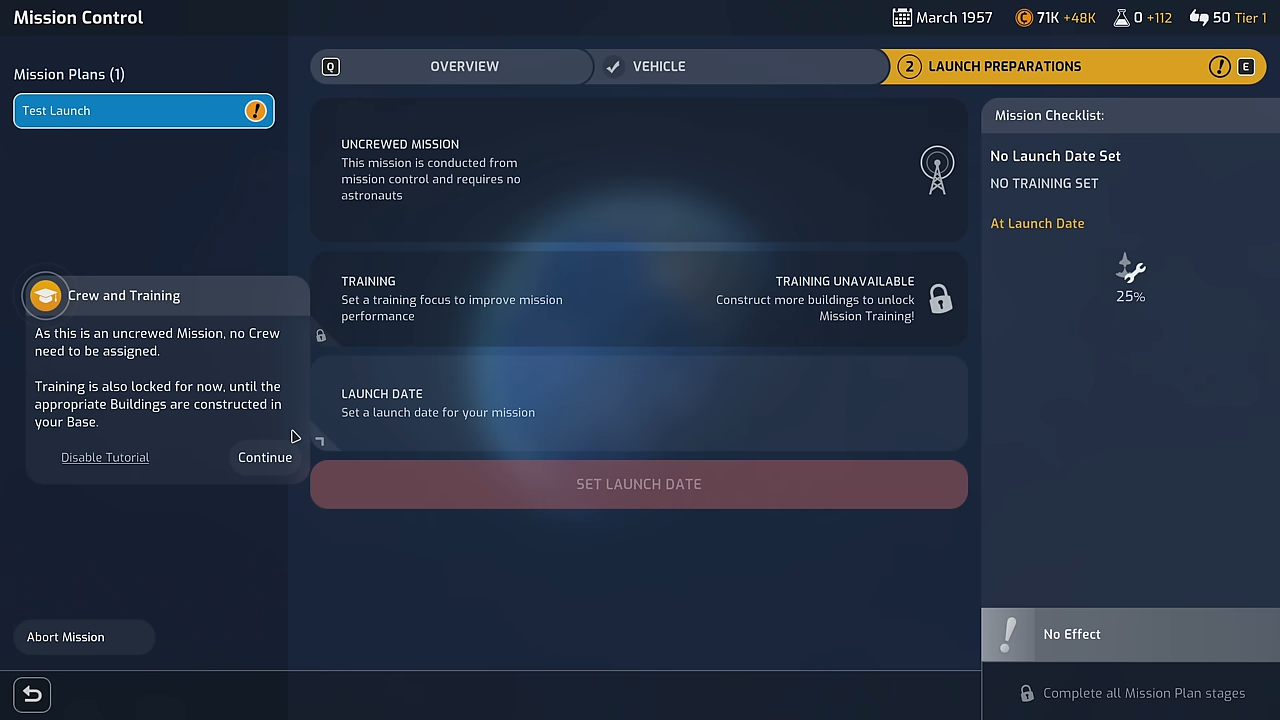 Mission Control
March 1957
71K +48K
0 +112
50 Tier 1
Mission Plans (1)
Test Launch
Q
OVERVIEW
VEHICLE
2
LAUNCH PREPARATIONS
E
UNCREWED MISSION
This mission is conducted from
mission control and requires no
astronauts
TRAINING
Set a training focus to improve mission
performance
TRAINING UNAVAILABLE
Construct more buildings to unlock
Mission Training!
LAUNCH DATE
Set a launch date for your mission
SET LAUNCH DATE
Mission Checklist:
No Launch Date Set
NO TRAINING SET
At Launch Date
25%
Crew and Training
As this is an uncrewed Mission, no Crew
need to be assigned.
Training is also locked for now, until the
appropriate Buildings are constructed in
your Base.
Disable Tutorial
Continue
Abort Mission
No Effect
Complete all Mission Plan stages